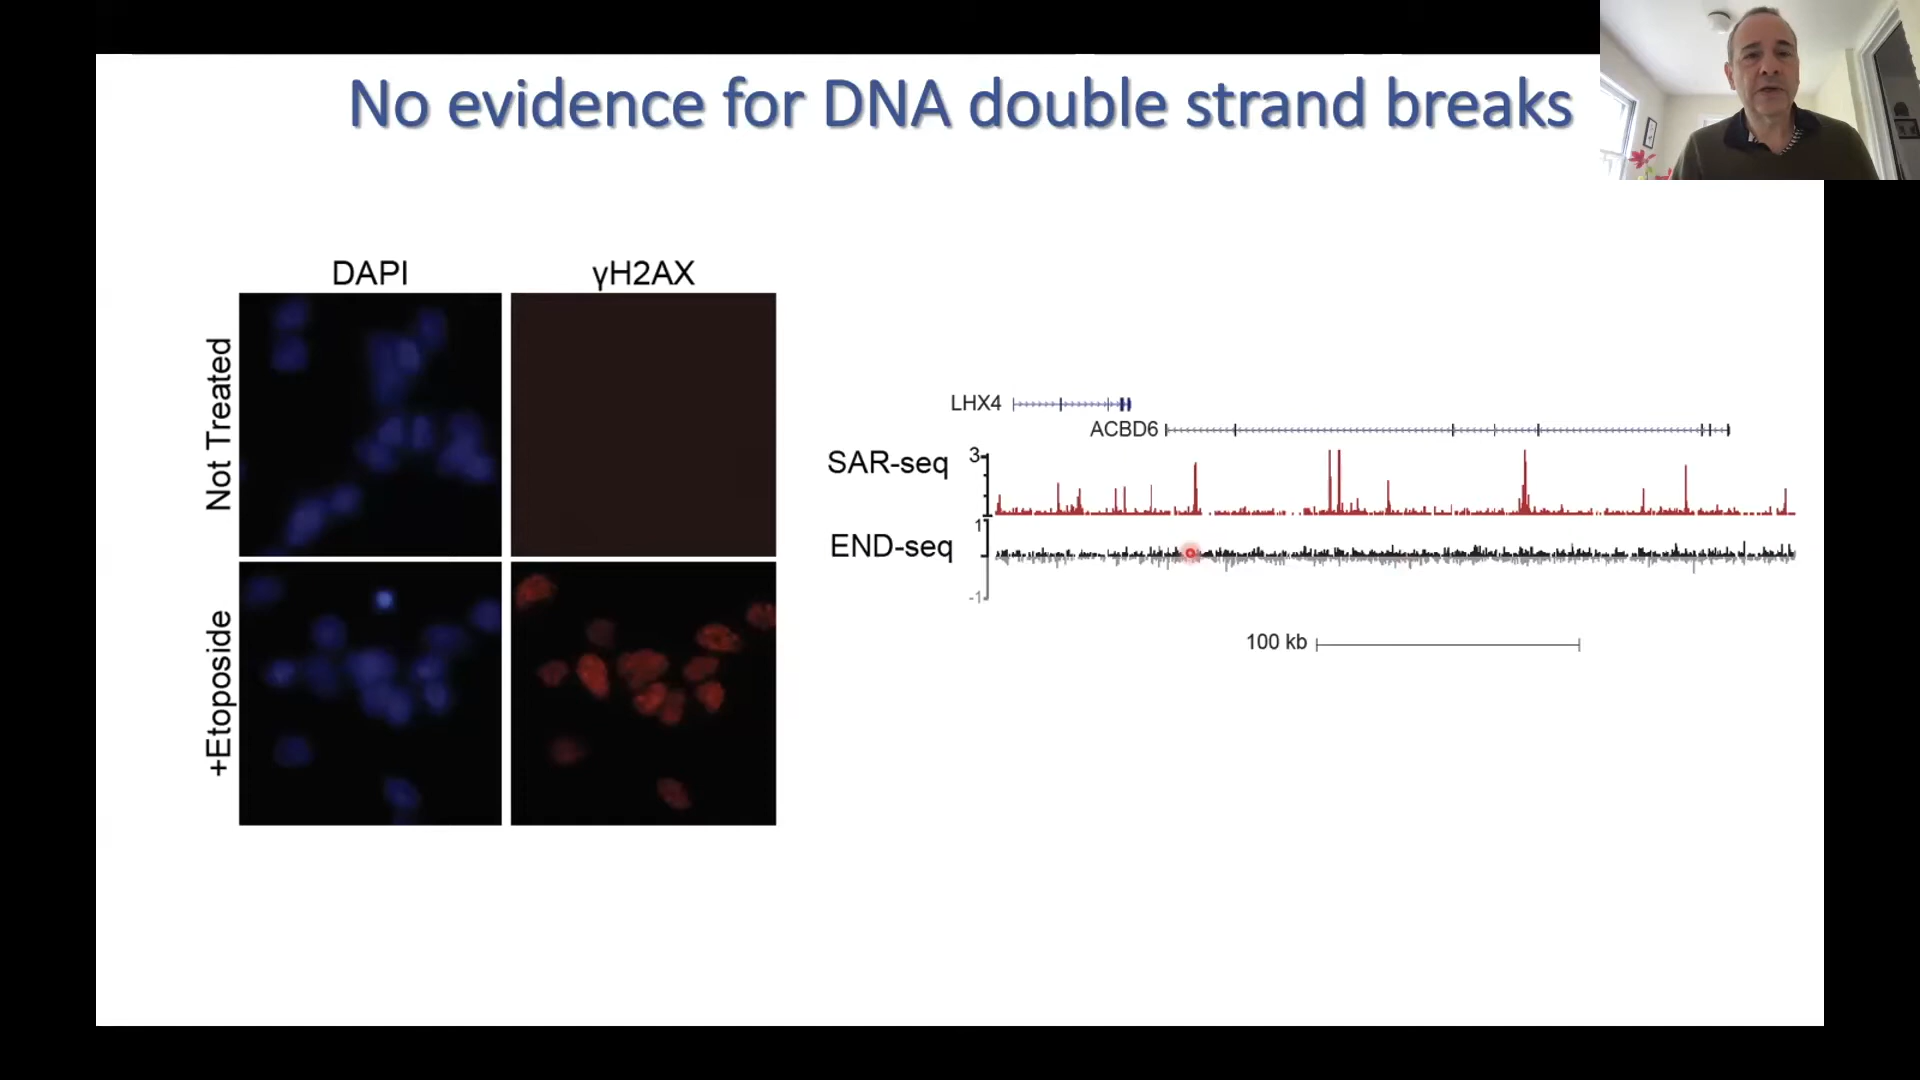 No evidence for DNA double strand breaks
DAPI
γH2AX
Not Treated
+Etoposide
LHX4
ACBD6
SAR-seq
3
END-seq
1
-1
100 kb